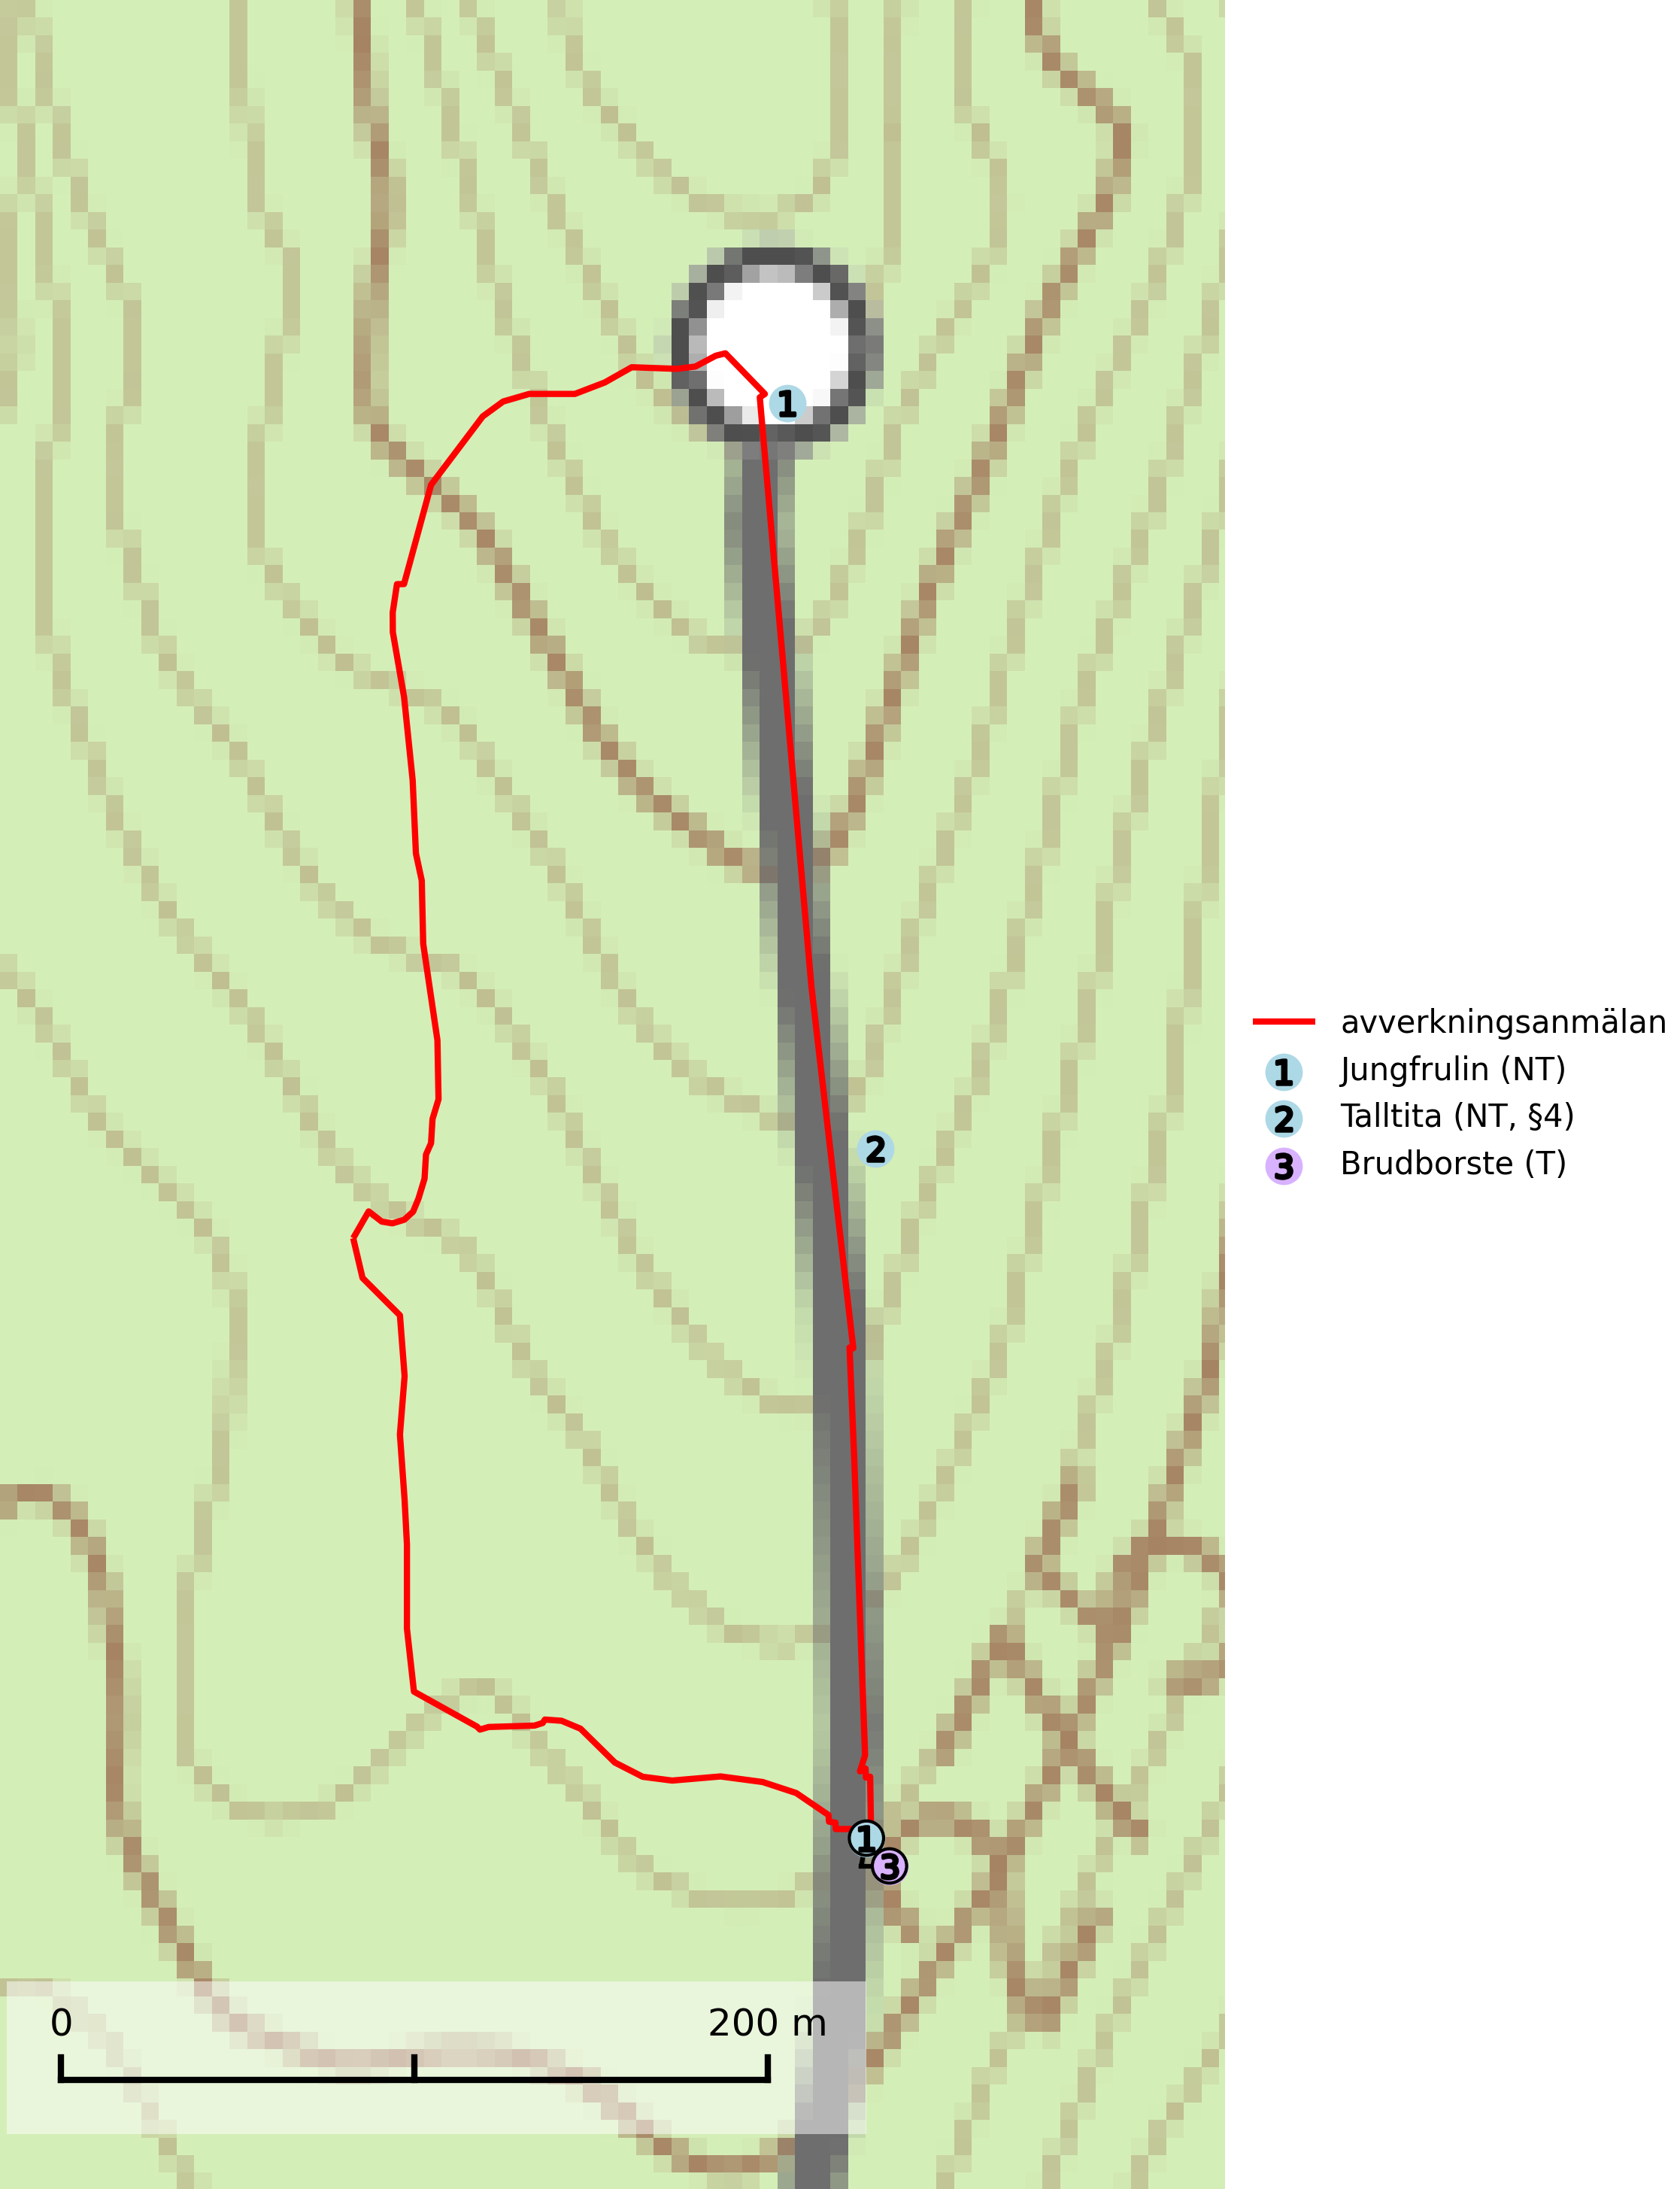 1
avverkningsanmälan
1 Jungfrulin (NT)
2 Talltita (NT, §4)
3 Brudborste (T)
2
1
3
0 200 m